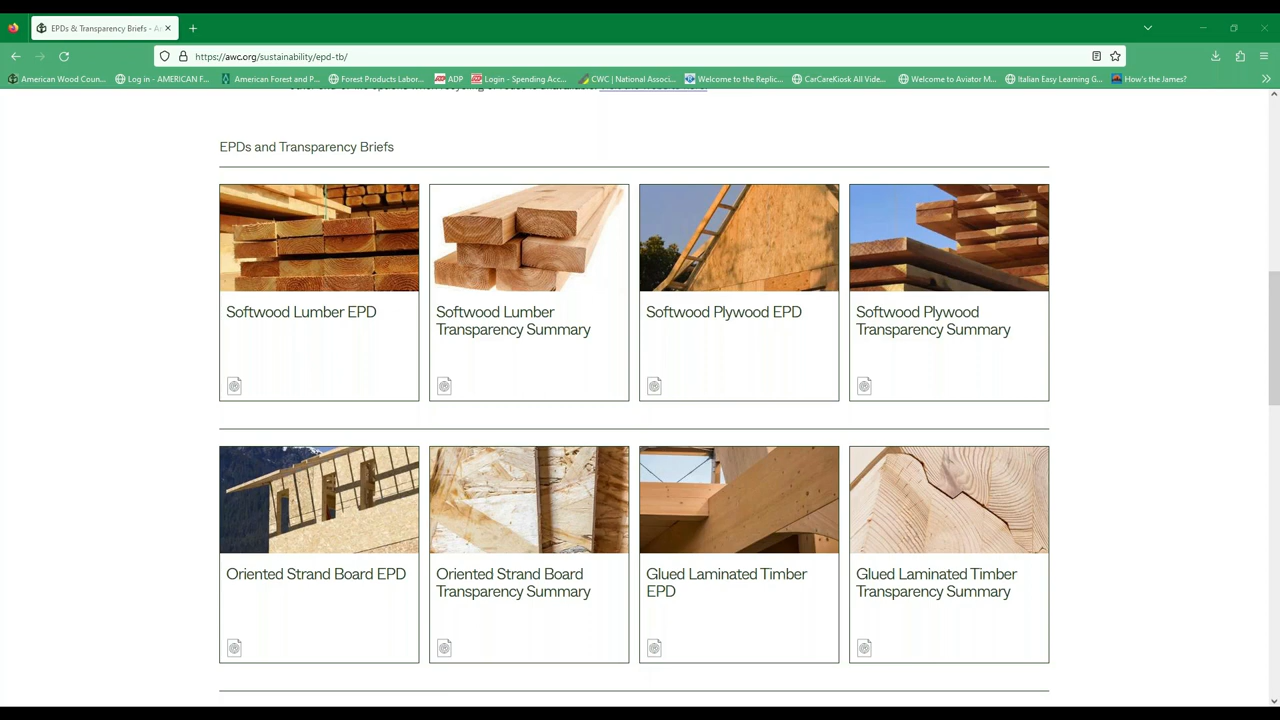 EPDs & Transparency Briefs - A
https://awc.org/sustainability/epd-tb/
American Wood Coun...
Log in - AMERICAN F...
American Forest and P...
Forest Products Labor...
ADP
Login - Spending Acc...
CWC | National Associ...
Welcome to the Replic...
CarCareKiosk All Vide...
Welcome to Aviator M...
Italian Easy Learning G...
How's the James?
EPDs and Transparency Briefs
Softwood Lumber EPD
Softwood Lumber
Transparency Summary
Softwood Plywood EPD
Softwood Plywood
Transparency Summary
Oriented Strand Board EPD
Oriented Strand Board
Transparency Summary
Glued Laminated Timber
EPD
Glued Laminated Timber
Transparency Summary